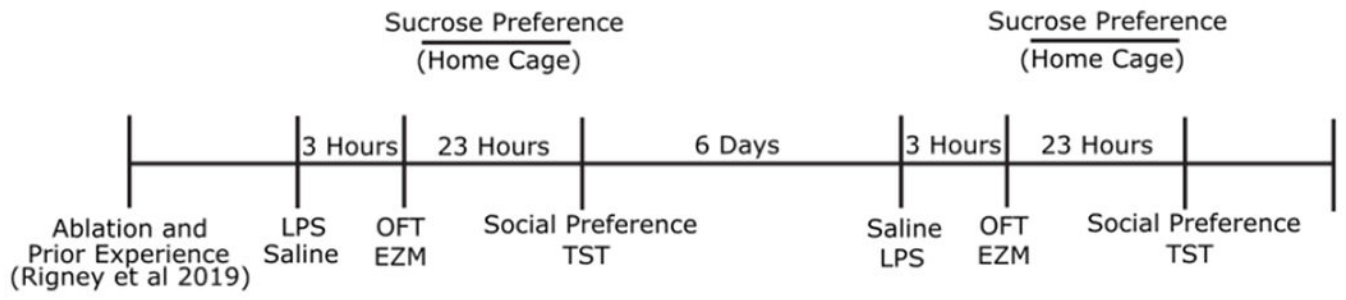 Sucrose Preference
(Home Cage)
Sucrose Preference
(Home Cage)
3 Hours
23 Hours
6 Days
3 Hours
23 Hours
Ablation and
Prior Experience
(Rigney et al 2019)
LPS
Saline
OFT
EZM
Social Preference
TST
Saline
LPS
OFT
EZM
Social Preference
TST